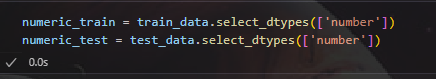 numeric_train = train_data.select_dtypes(['number'])
numeric_test = test_data.select_dtypes(['number'])
0.0s